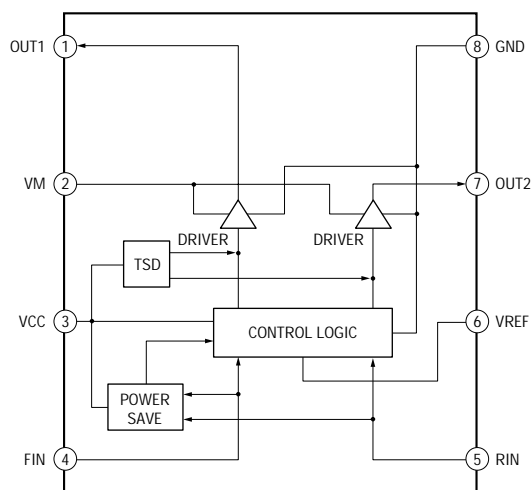 OUT1 1
8 GND
VM 2
7 OUT2
DRIVER
DRIVER
TSD
VCC 3
CONTROL LOGIC
6 VREF
POWER
SAVE
FIN 4
5 RIN